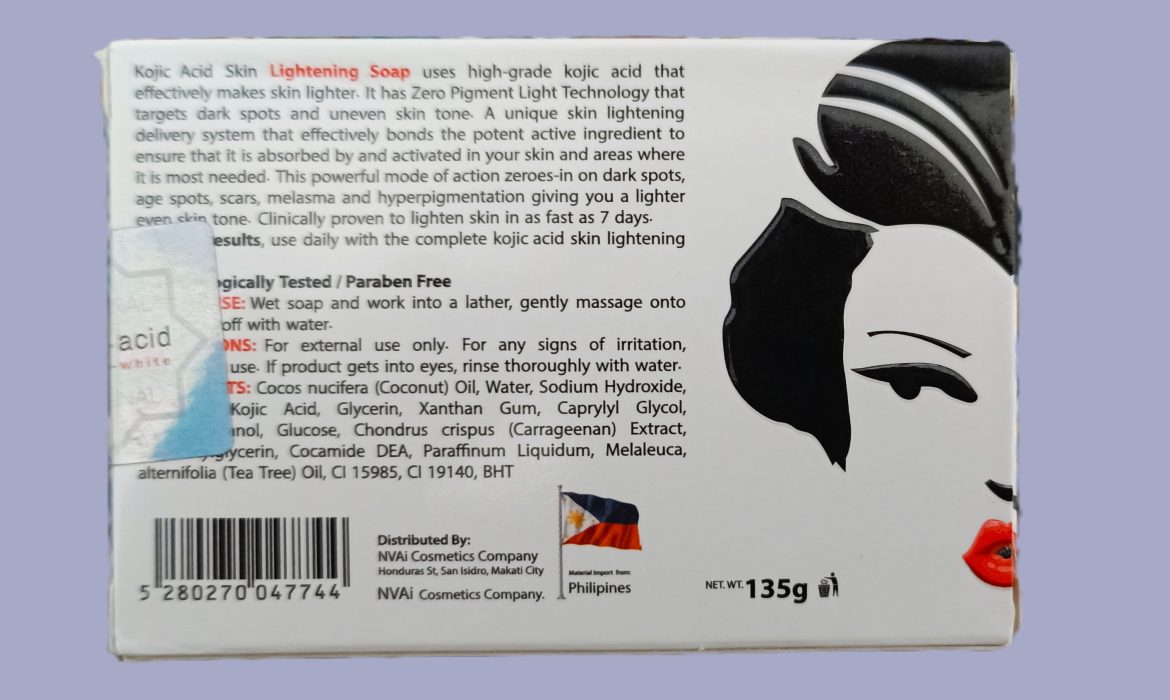 Kojic Acid Skin Lightening Soap uses high-grade kojic acid that
effectively makes skin lighter. It has Zero Pigment Light Technology that
targets dark spots and uneven skin tone. A unique skin lightening
delivery system that effectively bonds the potent active ingredient to
ensure that it is absorbed by and activated in your skin and areas where
it is most needed. This powerful mode of action zeroes-in on dark spots,
age spots, scars, melasma and hyperpigmentation giving you a lighter
even skin tone. Clinically proven to lighten skin in as fast as 7 days.
esults, use daily with the complete kojic acid skin lightening
gically Tested / Paraben Free
SE: Wet soap and work into a lather, gently massage onto
off with water.
ONS: For external use only. For any signs of irritation,
use. If product gets into eyes, rinse thoroughly with water.
TS: Cocos nucifera (Coconut) Oil, Water, Sodium Hydroxide,
Kojic Acid, Glycerin, Xanthan Gum, Caprylyl Glycol,
nol, Glucose, Chondrus crispus (Carrageenan) Extract,
glycerin, Cocamide DEA, Paraffinum Liquidum, Melaleuca,
alternifolia (Tea Tree) Oil, CI 15985, CI 19140, BHT
acid
-white
5 280270 047744
Distributed By:
NVAi Cosmetics Company
Honduras St, San Isidro, Makati City
NVAi Cosmetics Company.
Material Import from:
Philipines
NET. WT. 135g